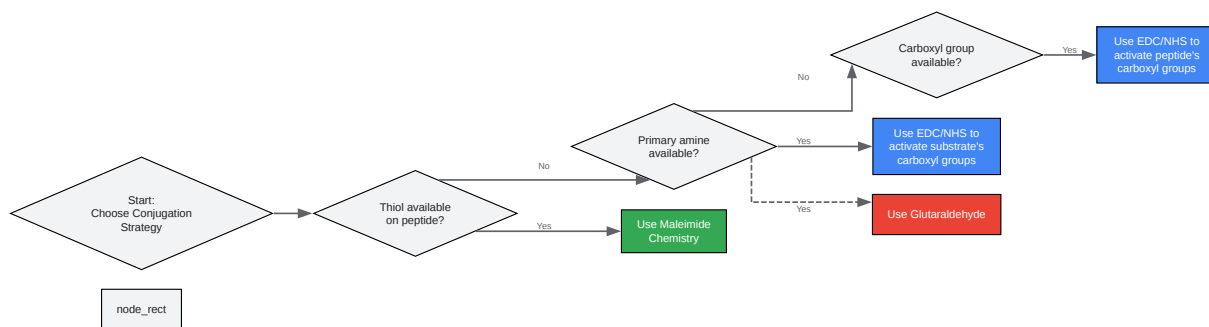 Start:
Choose Conjugation
Strategy
node_rect
Thiol available
on peptide?
No
Yes
Use Maleimide
Chemistry
Primary amine
available?
No
Yes
Yes
Use EDC/NHS to
activate substrate's
carboxyl groups
Use Glutaraldehyde
Carboxyl group
available?
Yes
Use EDC/NHS to
activate peptide's
carboxyl groups